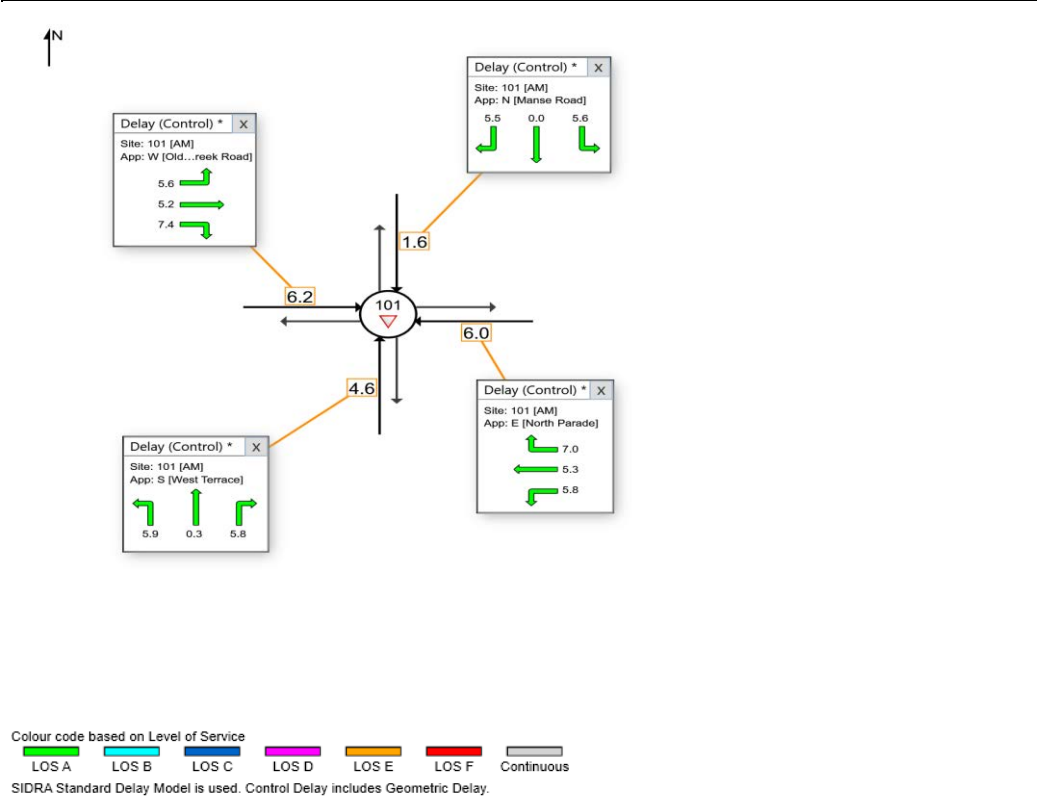 N
Delay (Control) * X
Site: 101 [AM]
App: N [Manse Road]
5.5 0.0 5.6
Delay (Control) * X
Site: 101 [AM]
App: W [Old...reek Road]
5.6
5.2
7.4
1.6
6.2
101
6.0
4.6
Delay (Control) * X
Site: 101 [AM]
App: E [North Parade]
7.0
5.3
5.8
Delay (Control) * X
Site: 101 [AM]
App: S [West Terrace]
5.9 0.3 5.8
Colour code based on Level of Service
LOS A LOS B LOS C LOS D LOS E LOS F Continuous
SIDRA Standard Delay Model is used. Control Delay includes Geometric Delay.